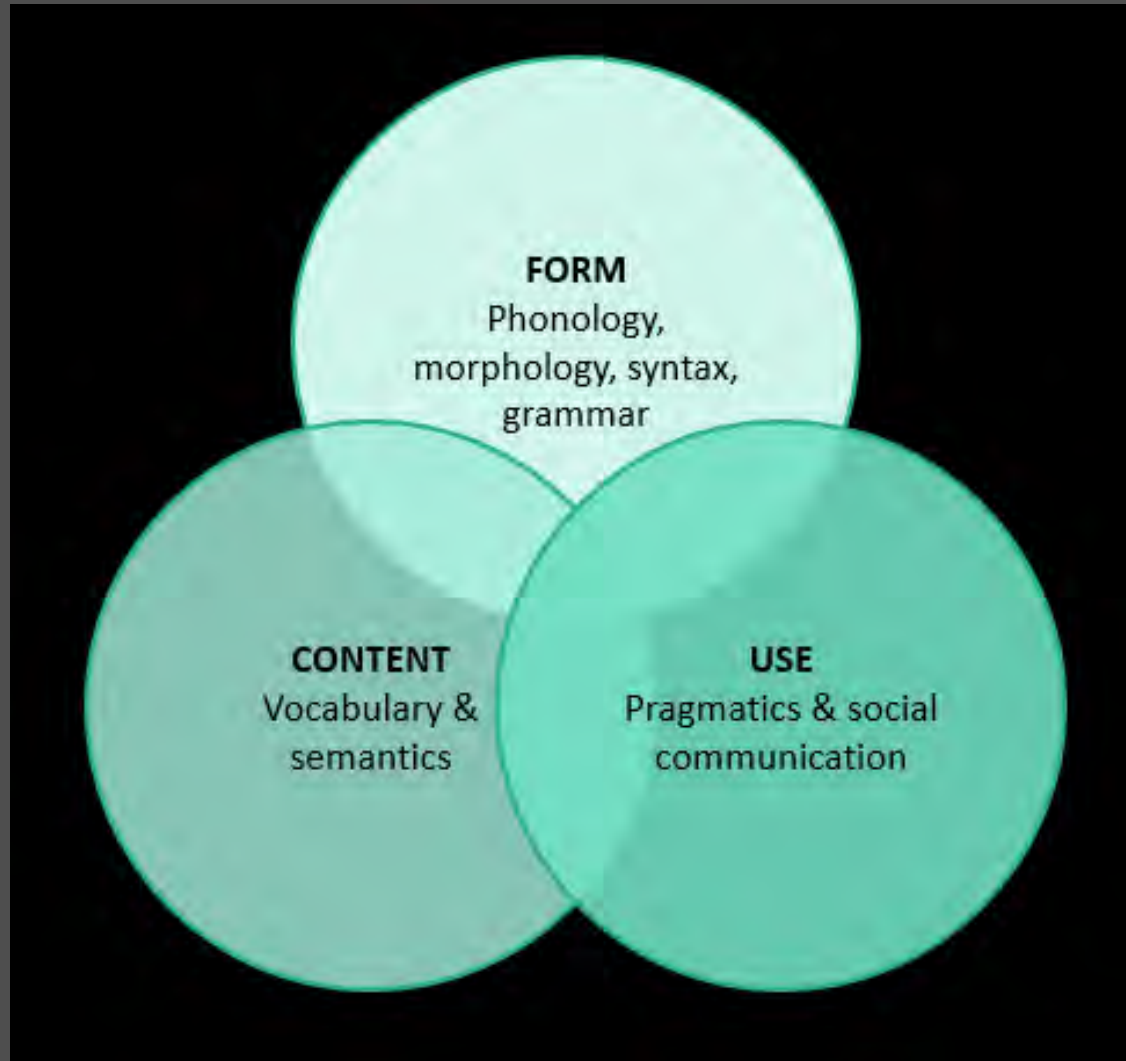 FORM
Phonology,
morphology, syntax,
grammar
CONTENT
Vocabulary &
semantics
USE
Pragmatics & social
communication